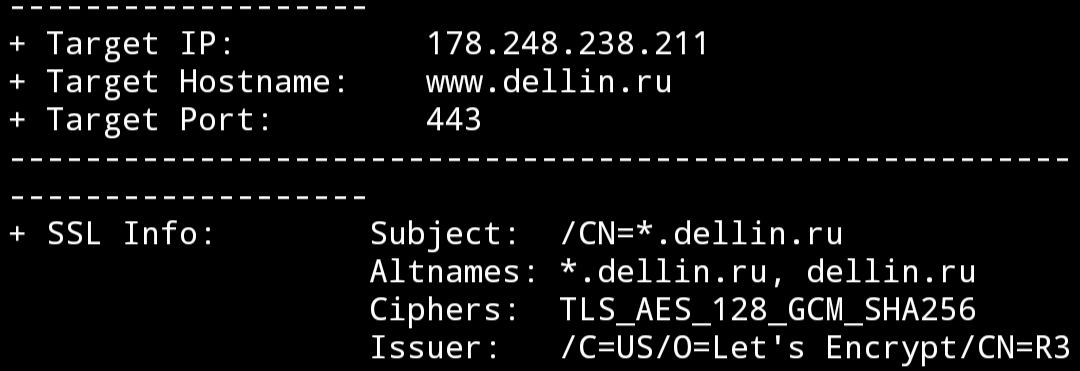 -------------------
+ Target IP:          178.248.238.211
+ Target Hostname:    www.dellin.ru
+ Target Port:        443
---------------------------------------------------------
-------------------
+ SSL Info:        Subject:  /CN=*.dellin.ru
                   Altnames: *.dellin.ru, dellin.ru
                   Ciphers:  TLS_AES_128_GCM_SHA256
                   Issuer:   /C=US/O=Let's Encrypt/CN=R3